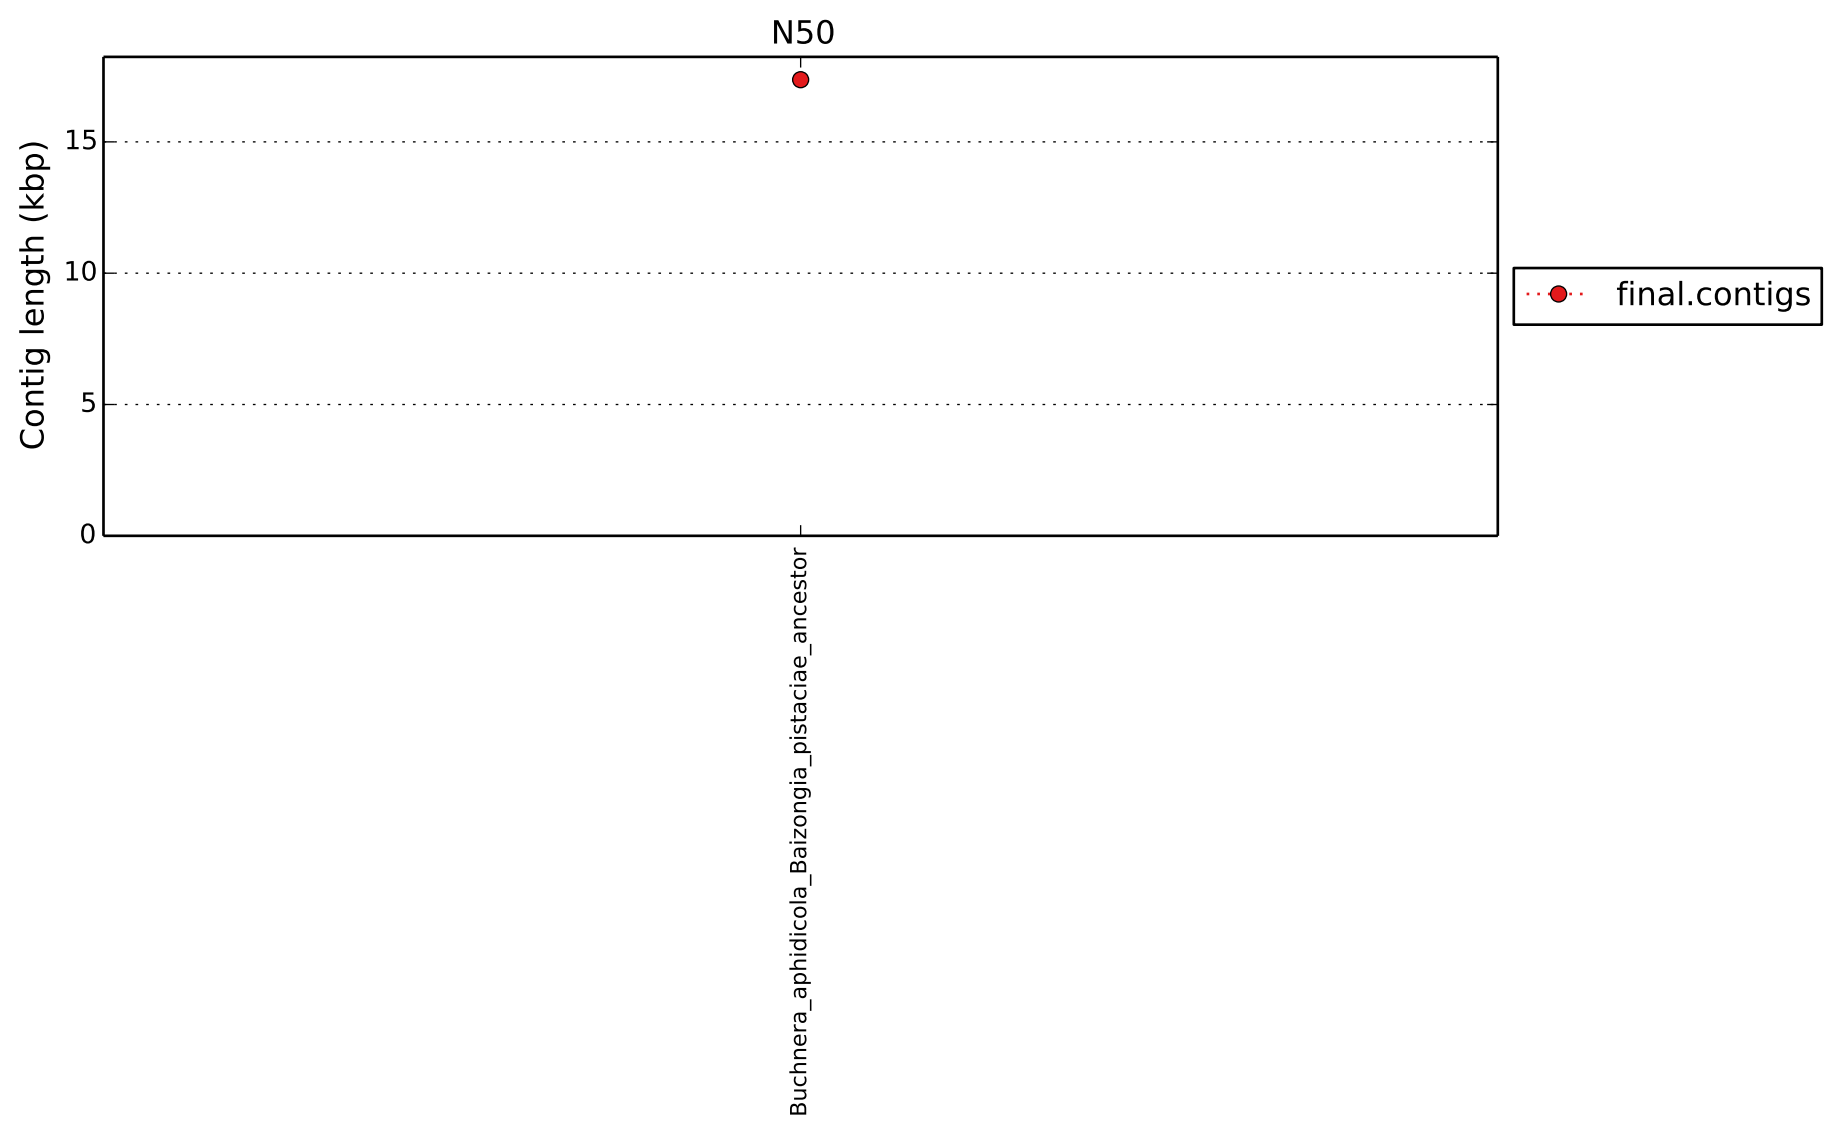 N50
Contig length (kbp)
15
10
5
0
final.contigs
Buchnera_aphidicola_Baizongia_pistaciae_ancestor